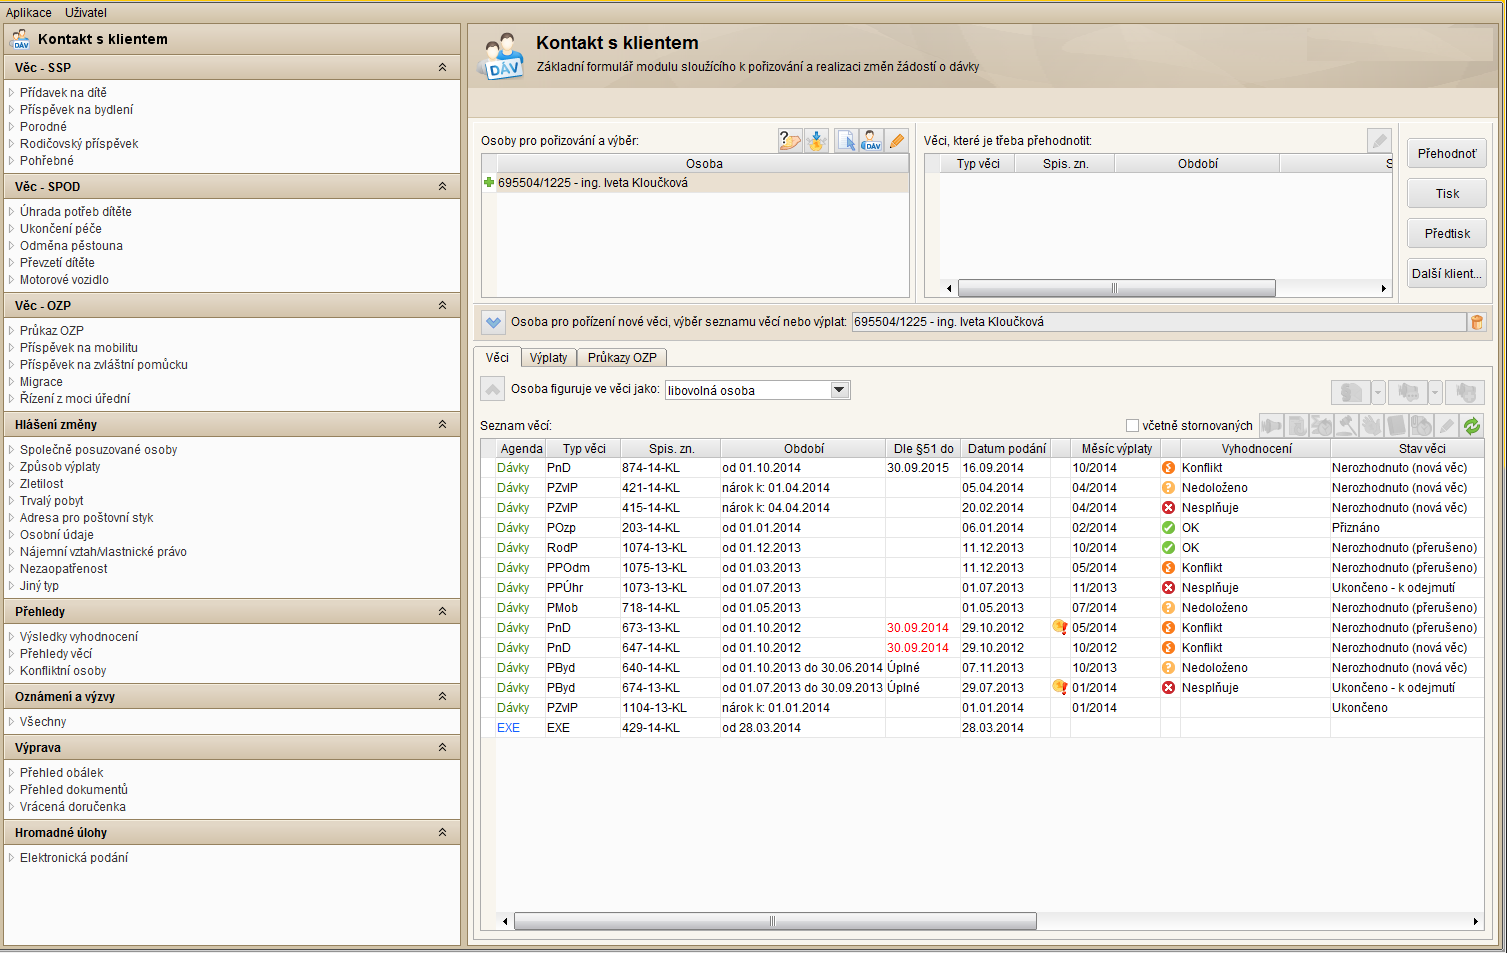 Aplikace Uživatel
Kontakt s klientem
Věc - SSP
Přídavek na dítě
Příspěvek na bydlení
Porodné
Rodičovský příspěvek
Pohřebné
Věc - SPOD
Úhrada potřeb dítěte
Ukončení péče
Odměna pěstouna
Převzetí dítěte
Motorové vozidlo
Věc - OZP
Průkaz OZP
Příspěvek na mobilitu
Příspěvek na zvláštní pomůcku
Migrace
Řízení z moci úřední
Hlášení změny
Společně posuzované osoby
Způsob výplaty
Zletilost
Trvalý pobyt
Adresa pro poštovní styk
Osobní údaje
Nájemní vztah/vlastnické právo
Nezaopatřenost
Jiný typ
Přehledy
Výsledky vyhodnocení
Přehledy věcí
Konfliktní osoby
Oznámení a výzvy
Všechny
Výprava
Přehled obálek
Přehled dokumentů
Vrácená doručenka
Hromadné úlohy
Elektronická podání
DÁV
Kontakt s klientem
Základní formulář modulu sloužícího k pořizování a realizaci změn žádostí o dávky
Osoby pro pořizování a výběr:
Osoba
695504/1225 - ing. Iveta Kloučková
Věci, které je třeba přehodnotit:
Typ věci Spis. zn. Období S
Přehodnoť
Tisk
Předtisk
Další klient...
Osoba pro pořízení nové věci, výběr seznamu věcí nebo výplat: 695504/1225 - ing. Iveta Kloučková
Věci Výplaty Průkazy OZP
Osoba figuruje ve věci jako: libovolná osoba
Seznam věcí: včetně stornovaných
Agenda Typ věci Spis. zn. Období Dle §51 do Datum podání Měsíc výplaty Vyhodnocení Stav věci
Dávky PnD 874-14-KL od 01.10.2014 30.09.2015 16.09.2014 10/2014 Konflikt Nerozhodnuto (nová věc)
Dávky PZvlP 421-14-KL nárok k: 01.04.2014 05.04.2014 04/2014 Nedoloženo Nerozhodnuto (nová věc)
Dávky PZvlP 415-14-KL nárok k: 04.04.2014 20.02.2014 04/2014 Nesplňuje Nerozhodnuto (nová věc)
Dávky POzp 203-14-KL od 01.01.2014 06.01.2014 02/2014 OK Přiznáno
Dávky RodP 1074-13-KL od 01.12.2013 11.12.2013 10/2014 OK Nerozhodnuto (přerušeno)
Dávky PPOdm 1075-13-KL od 01.03.2013 11.12.2013 05/2014 Konflikt Nerozhodnuto (přerušeno)
Dávky PPÚhr 1073-13-KL od 01.07.2013 01.07.2013 11/2013 Nesplňuje Ukončeno - k odejmutí
Dávky PMob 718-14-KL od 01.05.2013 01.05.2013 07/2014 Nedoloženo Nerozhodnuto (přerušeno)
Dávky PnD 673-13-KL od 01.10.2012 30.09.2014 29.10.2012 05/2014 Konflikt Nerozhodnuto (přerušeno)
Dávky PnD 647-14-KL od 01.10.2012 30.09.2014 29.10.2012 10/2012 Konflikt Nerozhodnuto (nová věc)
Dávky PByd 640-14-KL od 01.10.2013 do 30.06.2014 Úplné 07.11.2013 10/2013 Nedoloženo Nerozhodnuto (nová věc)
Dávky PByd 674-13-KL od 01.07.2013 do 30.09.2013 Úplné 29.07.2013 01/2014 Nesplňuje Ukončeno - k odejmutí
Dávky PZvlP 1104-13-KL nárok k: 01.01.2014 01.01.2014 01/2014 Ukončeno
EXE EXE 429-14-KL od 28.03.2014 28.03.2014